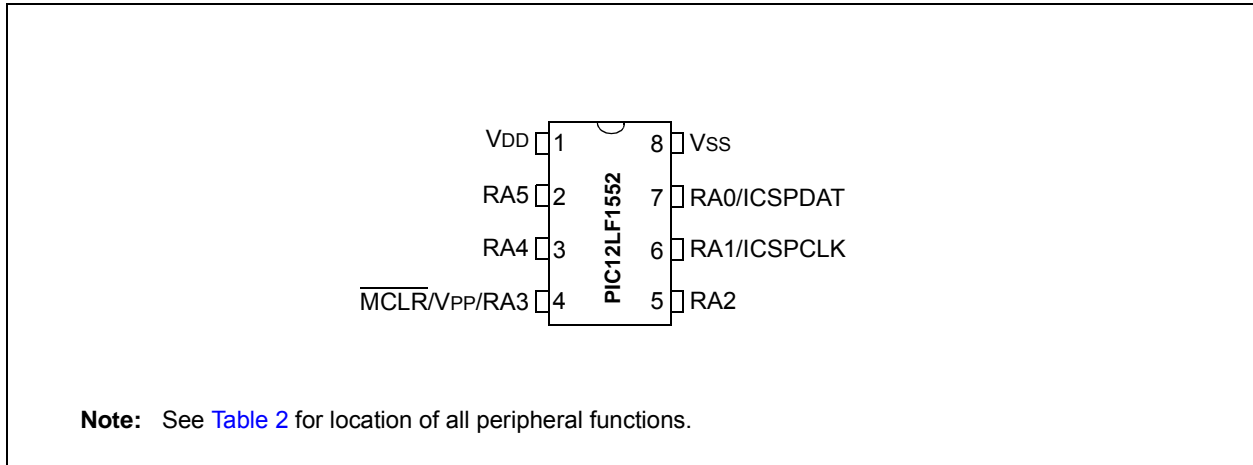 VDD 1 8 VSS
RA5 2 7 RA0/ICSPDAT
RA4 3 6 RA1/ICSPCLK
MCLR/VPP/RA3 4 5 RA2
PIC12LF1552
Note: See Table 2 for location of all peripheral functions.